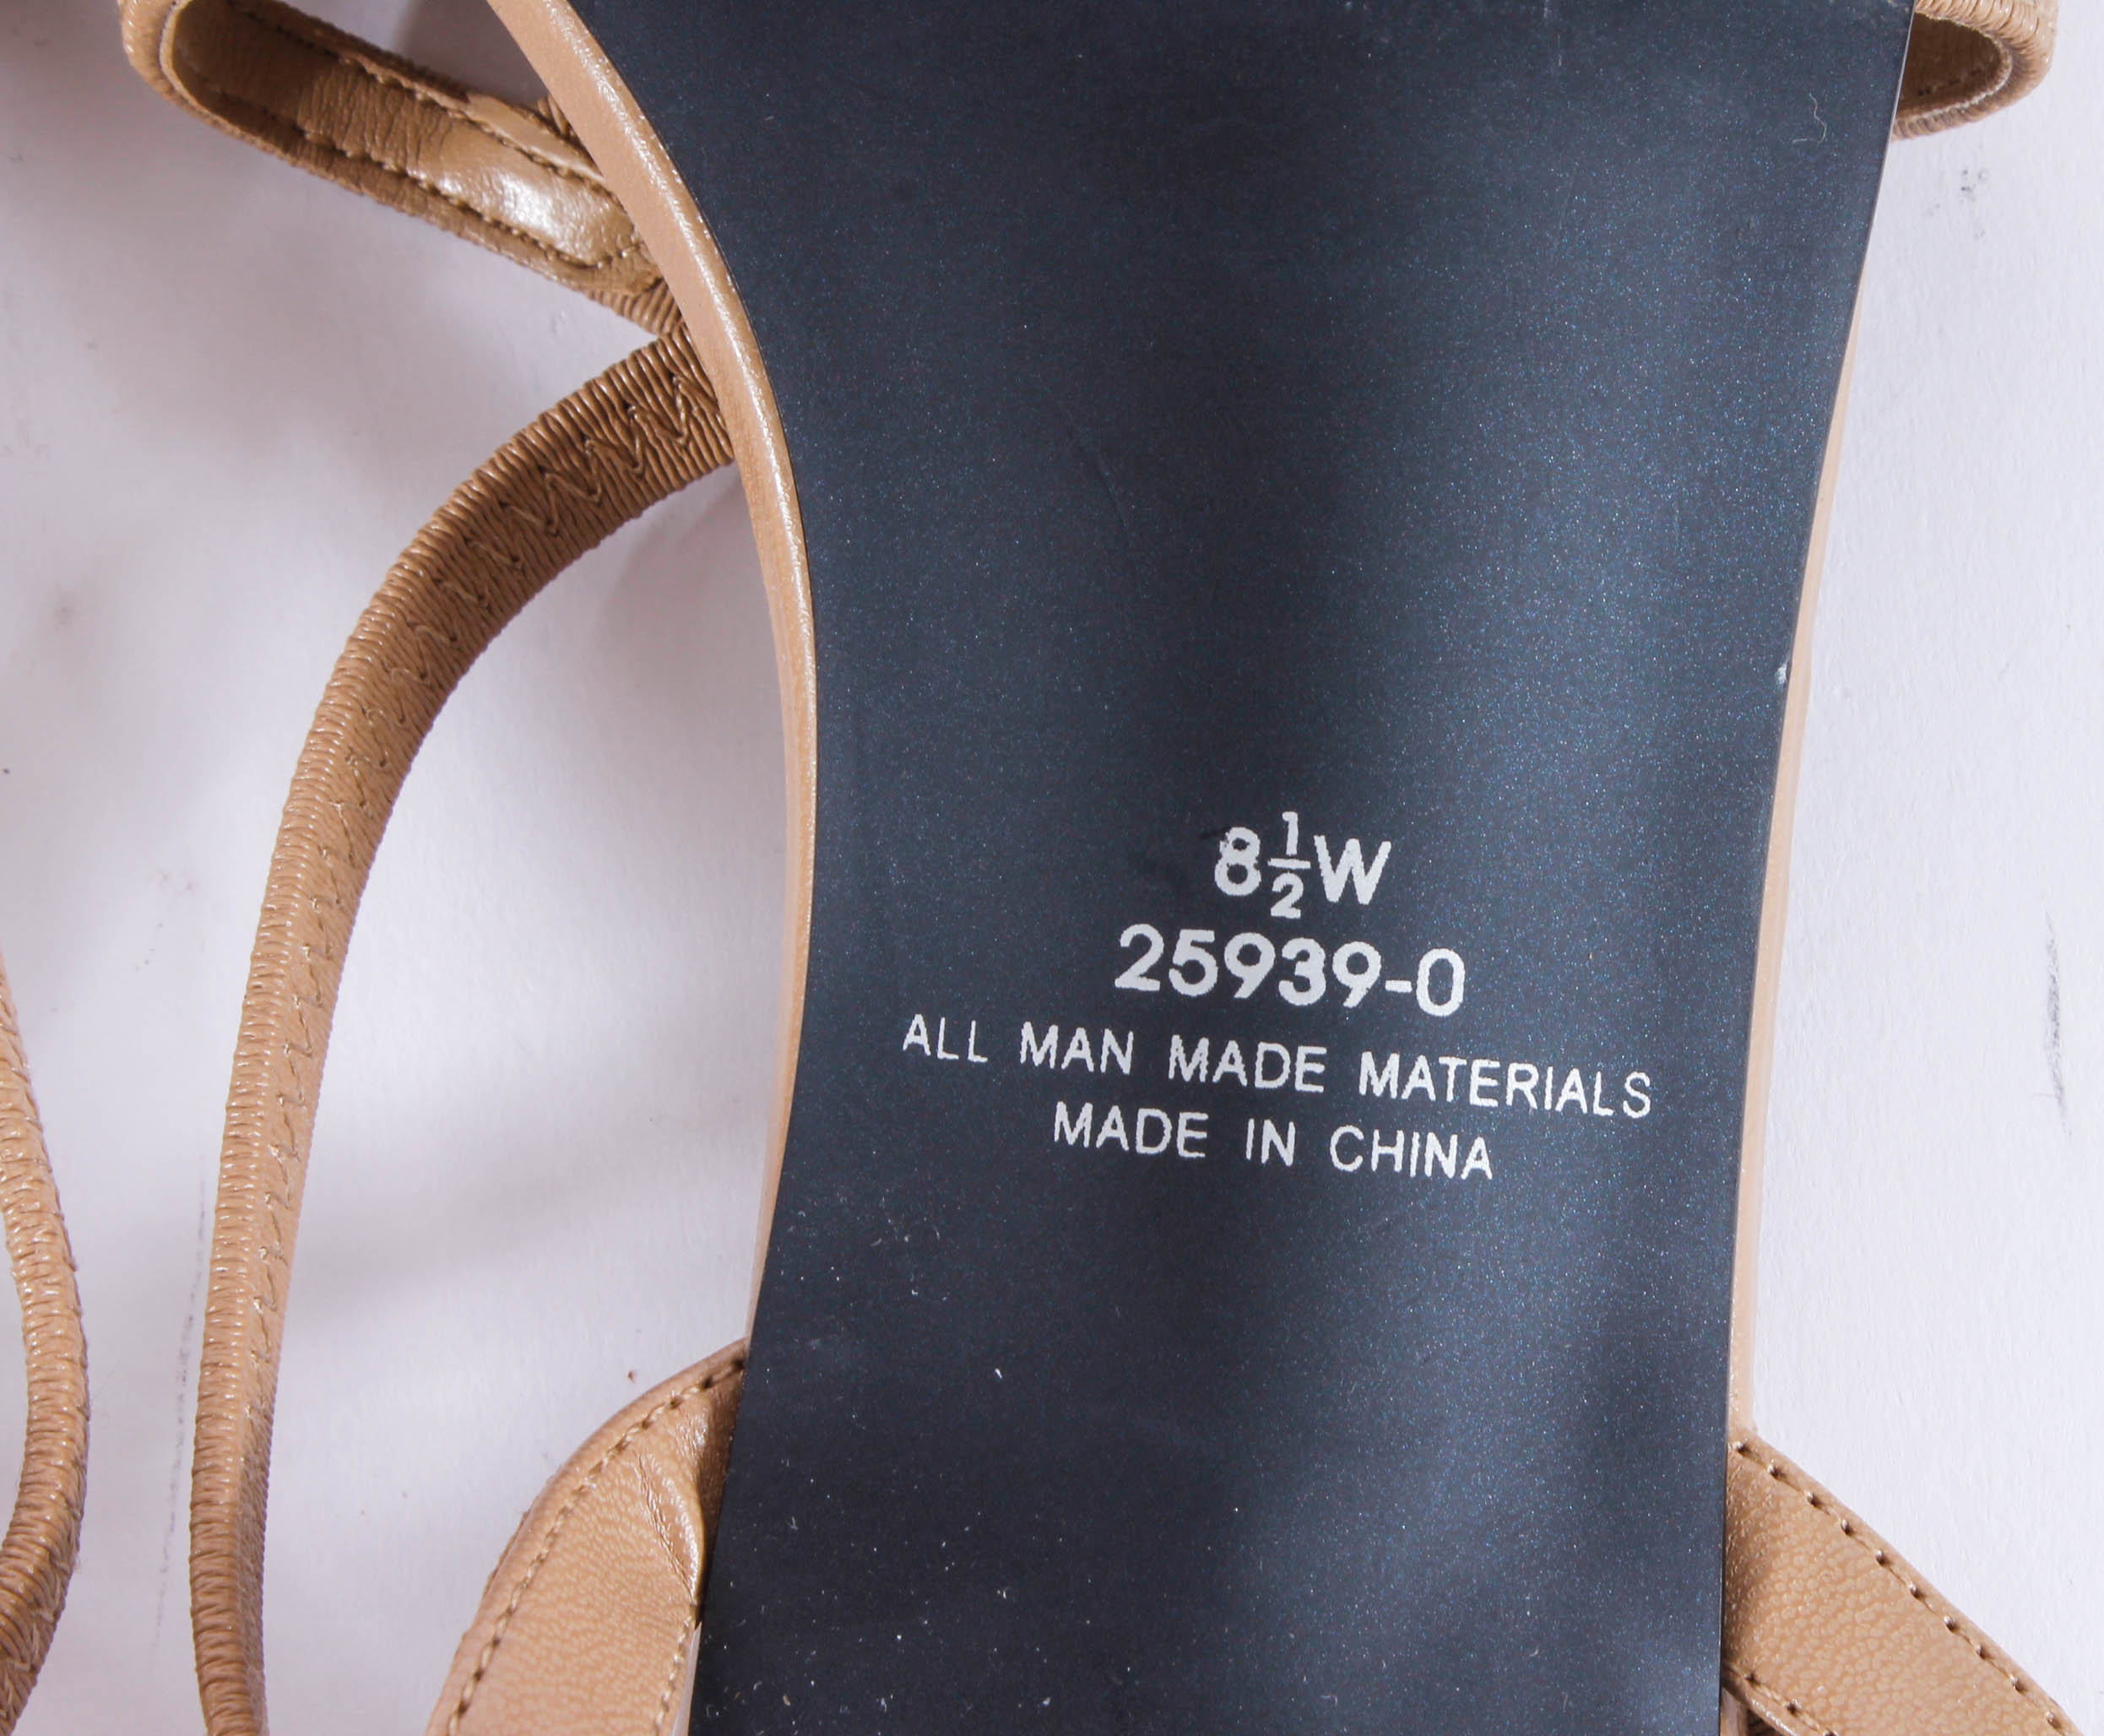 8½W
25939-0
ALL MAN MADE MATERIALS
MADE IN CHINA